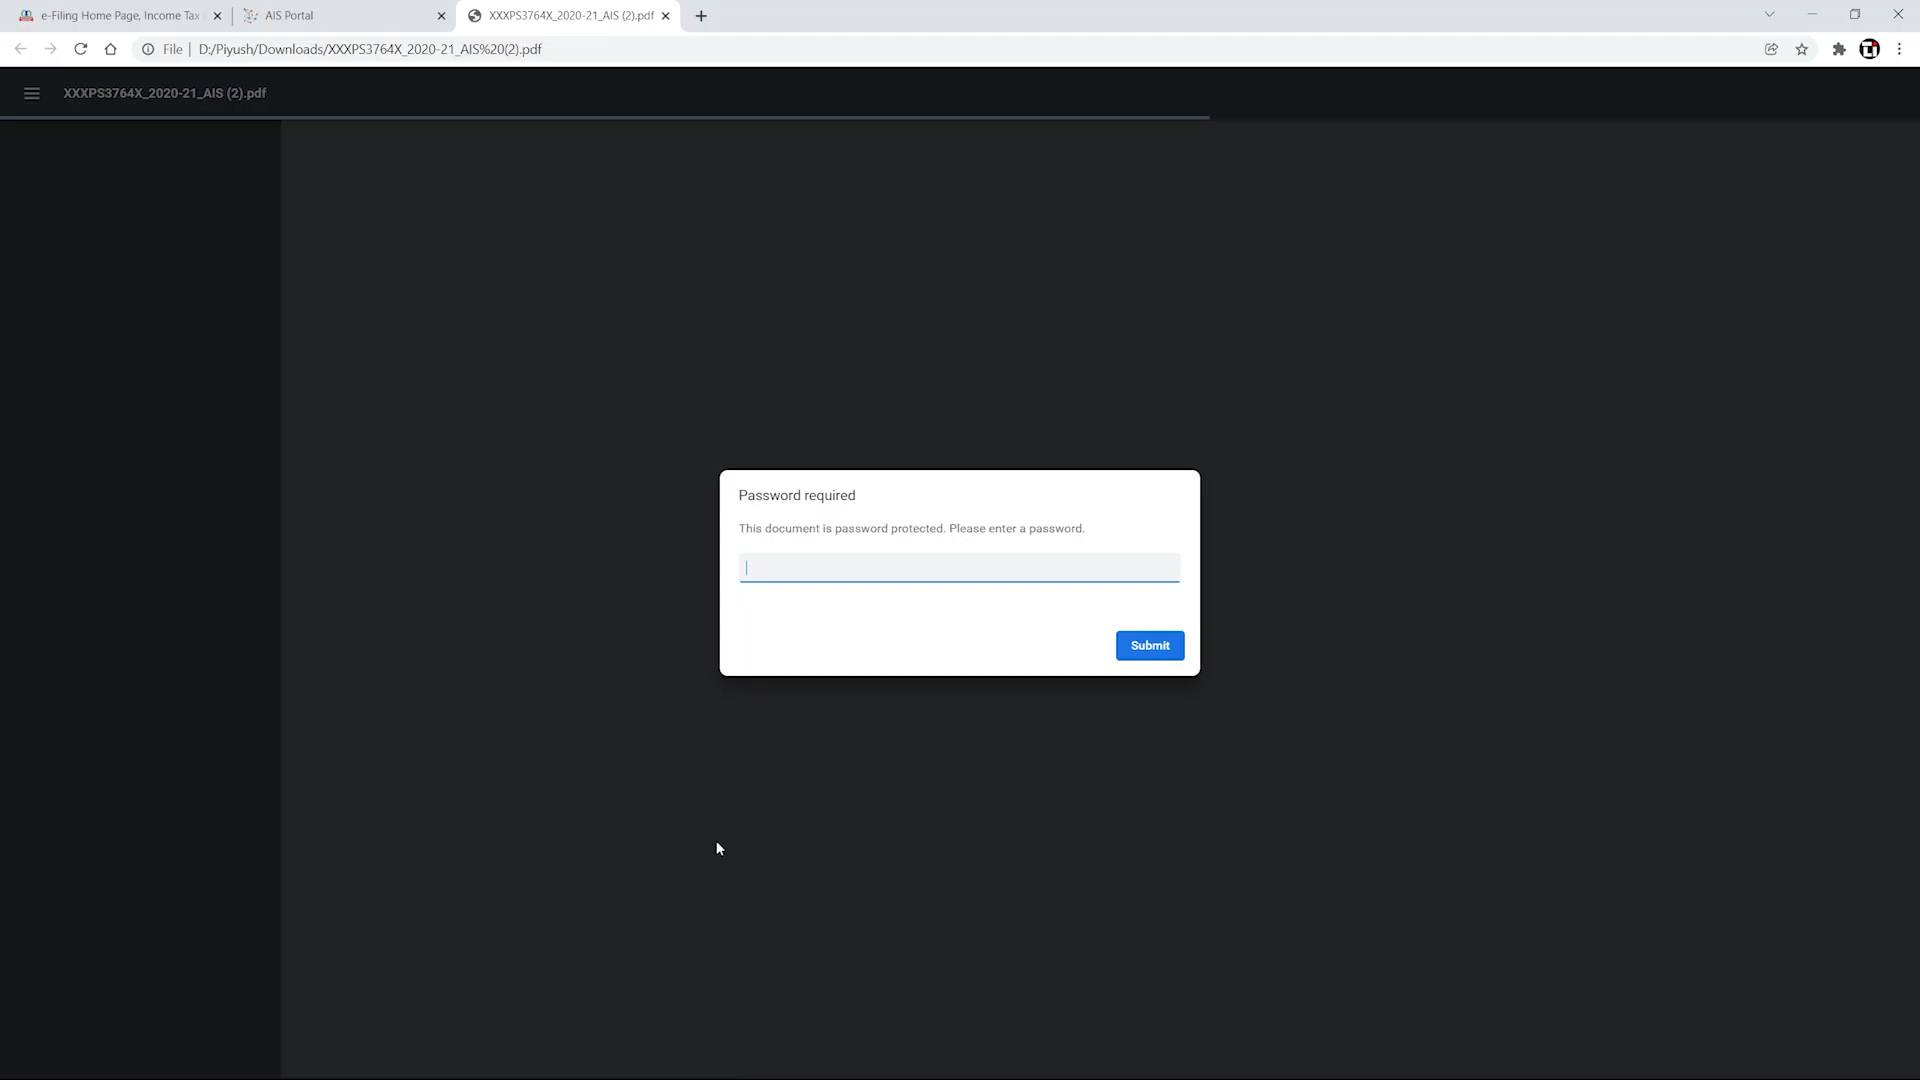 e-Filing Home Page, Income Tax
AIS Portal
XXXPS3764X_2020-21_AIS (2).pdf
File
D:/Piyush/Downloads/XXXPS3764X_2020-21_AIS%20(2).pdf
XXXPS3764X_2020-21_AIS (2).pdf
Password required
This document is password protected. Please enter a password.
Submit